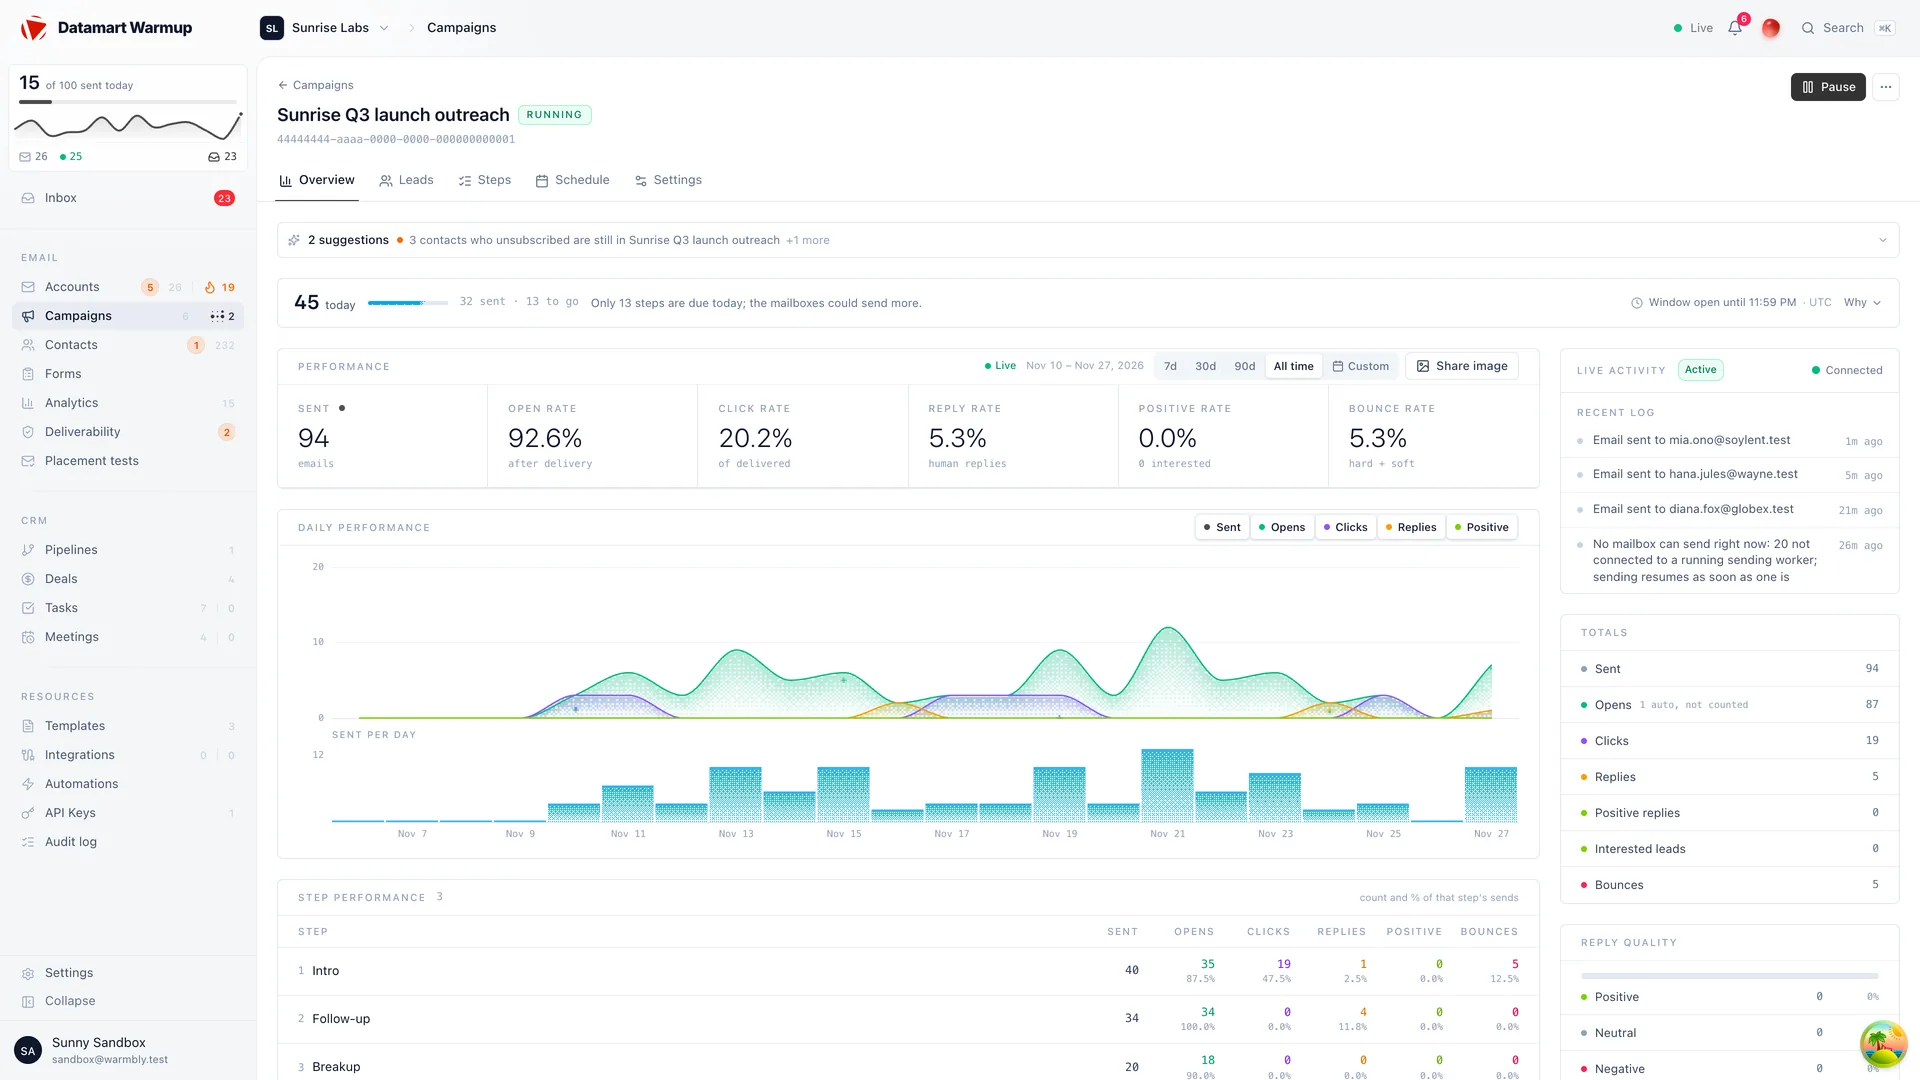 Datamart Warmup
SL Sunrise Labs
Campaigns
Live
6
Search
⌘K
15 of 100 sent today
26
25
23
Inbox
23
EMAIL
Accounts 5 26 19
Campaigns 6 2
Contacts 1 232
Forms
Analytics 15
Deliverability 2
Placement tests
CRM
Pipelines 1
Deals 4
Tasks 7 0
Meetings 4 0
RESOURCES
Templates 3
Integrations 0 0
Automations
API Keys 1
Audit log
Settings
Collapse
SA
Sunny Sandbox
sandbox@warmbly.test
← Campaigns
Sunrise Q3 launch outreach RUNNING
44444444-aaaa-0000-0000-000000000001
Pause
...
Overview
Leads
Steps
Schedule
Settings
2 suggestions 3 contacts who unsubscribed are still in Sunrise Q3 launch outreach +1 more
45 today 32 sent · 13 to go Only 13 steps are due today; the mailboxes could send more.
Window open until 11:59 PM · UTC Why
PERFORMANCE
Live Nov 10 – Nov 27, 2026 7d 30d 90d All time Custom Share image
SENT
94
emails
OPEN RATE
92.6%
after delivery
CLICK RATE
20.2%
of delivered
REPLY RATE
5.3%
human replies
POSITIVE RATE
0.0%
0 interested
BOUNCE RATE
5.3%
hard + soft
DAILY PERFORMANCE
Sent Opens Clicks Replies Positive
20
10
0
SENT PER DAY
12
Nov 7 Nov 9 Nov 11 Nov 13 Nov 15 Nov 17 Nov 19 Nov 21 Nov 23 Nov 25 Nov 27
STEP PERFORMANCE 3
count and % of that step's sends
STEP SENT OPENS CLICKS REPLIES POSITIVE BOUNCES
1 Intro 40 35 19 1 0 5
87.5% 47.5% 2.5% 0.0% 12.5%
2 Follow-up 34 34 0 4 0 0
100.0% 0.0% 11.8% 0.0% 0.0%
3 Breakup 20 18 0 0 0 0
90.0% 0.0% 0.0% 0.0% 0.0%
LIVE ACTIVITY Active Connected
RECENT LOG
Email sent to mia.ono@soylent.test 1m ago
Email sent to hana.jules@wayne.test 5m ago
Email sent to diana.fox@globex.test 21m ago
No mailbox can send right now: 20 not 26m ago
connected to a running sending worker;
sending resumes as soon as one is
TOTALS
Sent 94
Opens 1 auto, not counted 87
Clicks 19
Replies 5
Positive replies 0
Interested leads 0
Bounces 5
REPLY QUALITY
Positive 0 0%
Neutral 0
Negative 0